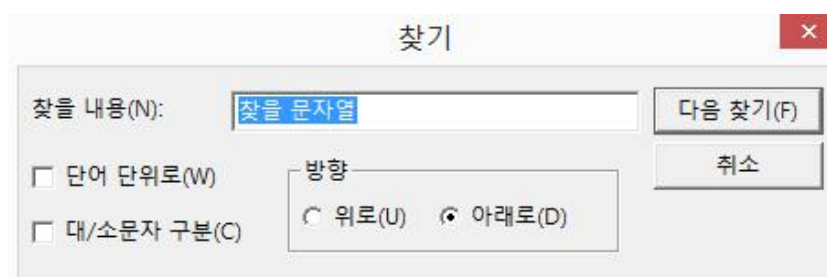 찾기
찾을 내용(N): 찾을 문자열 다음 찾기(F)
단어 단위로(W) 방향 취소
대/소문자 구분(C) 위로(U) 아래로(D)